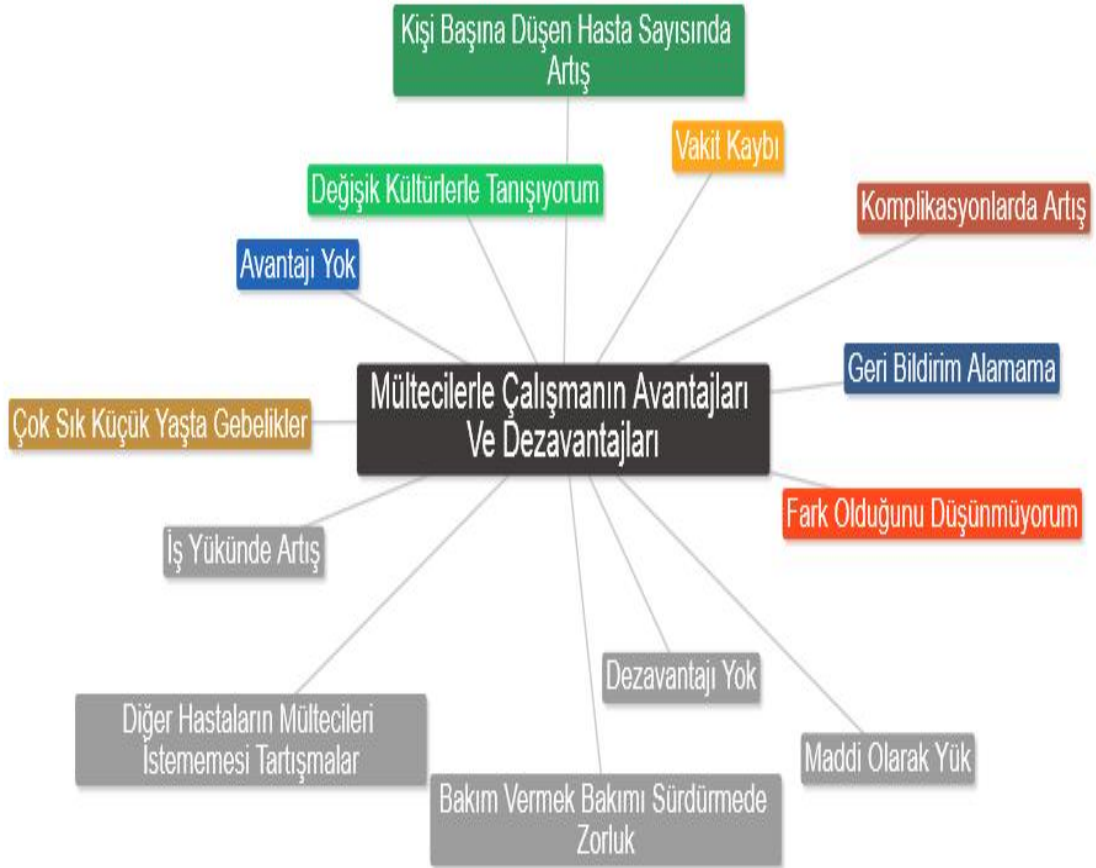 Kişi Başına Düşen Hasta Sayısında
Artış
Vakit Kaybı
Değişik Kültürlerle Tanışıyorum
Komplikasyonlarda Artış
Avantajı Yok
Geri Bildirim Alamama
Mültecilerle Çalışmanın Avantajları
Ve Dezavantajları
Çok Sık Küçük Yaşta Gebelikler
Fark Olduğunu Düşünmüyorum
İş Yükünde Artış
Dezavantajı Yok
Diğer Hastaların Mültecileri
İstememesi Tartışmalar
Maddi Olarak Yük
Bakım Vermek Bakımı Sürdürmede
Zorluk